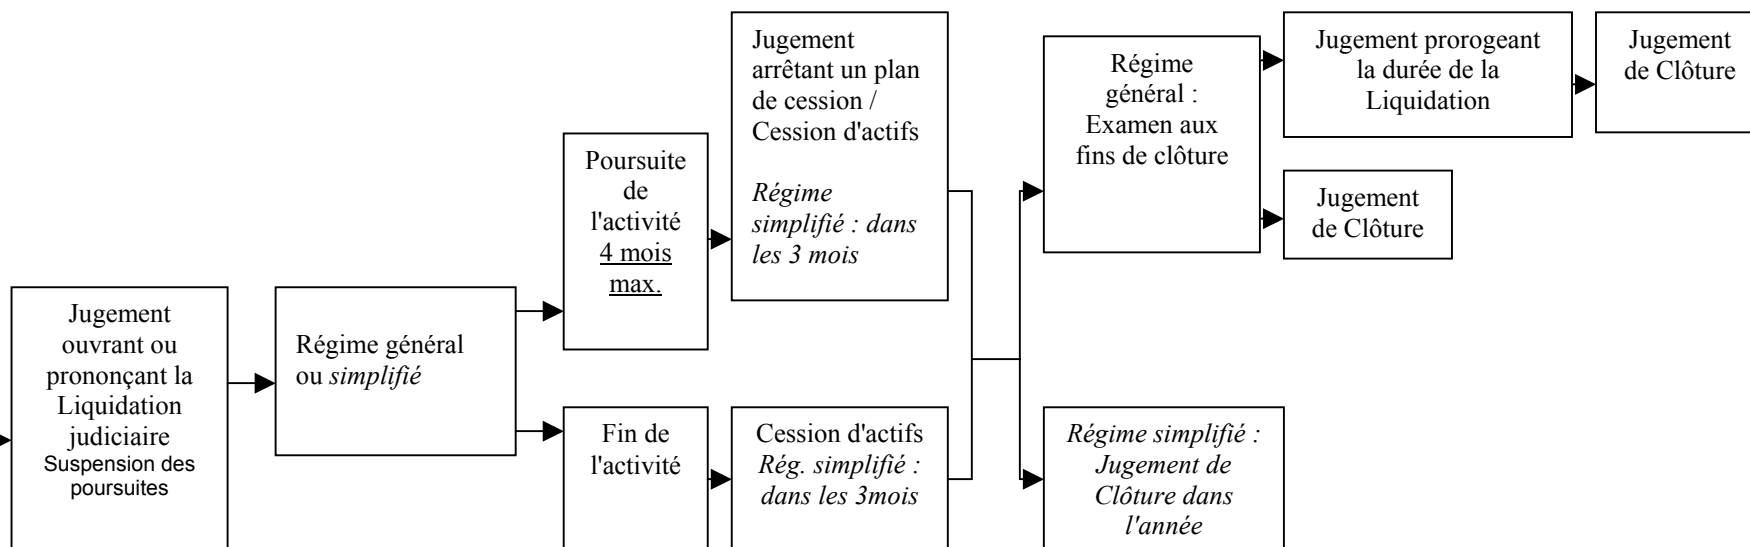 Jugement
ouvrant ou
prononçant la
Liquidation
judiciaire
Suspension des
poursuites
Régime général
ou simplifié
Poursuite
de
l'activité
4 mois
max.
Fin de
l'activité
Jugement
arrêtant un plan
de cession /
Cession d'actifs
Régime
simplifié : dans
les 3 mois
Cession d'actifs
Rég. simplifié :
dans les 3mois
Régime
général :
Examen aux
fins de clôture
Régime simplifié :
Jugement de
Clôture dans
l'année
Jugement prorogeant
la durée de la
Liquidation
Jugement
de Clôture
Jugement
de Clôture